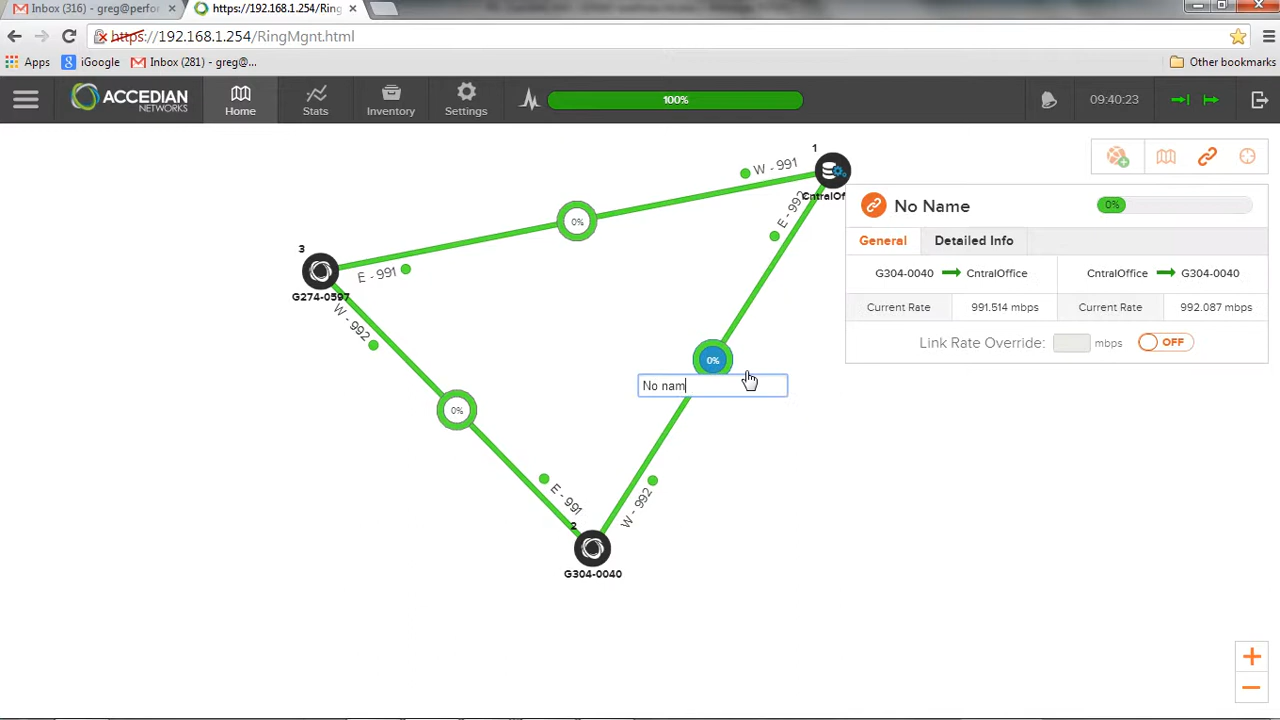 Inbox (316) - greg@perfor
https://192.168.1.254/Ring
https://192.168.1.254/RingMgnt.html
Apps
iGoogle
Inbox (281) - greg@...
Other bookmarks
ACCEDIAN
NETWORKS
Home
Stats
Inventory
Settings
100%
09:40:23
1
W - 991
CntralOf
E - 992
0%
3
E - 991
G274-0597
W - 992
0%
No nam
0%
E - 991
W - 992
2
G304-0040
No Name
0%
General
Detailed Info
G304-0040 CntralOffice
CntralOffice G304-0040
Current Rate
991.514 mbps
Current Rate
992.087 mbps
Link Rate Override:
mbps
OFF